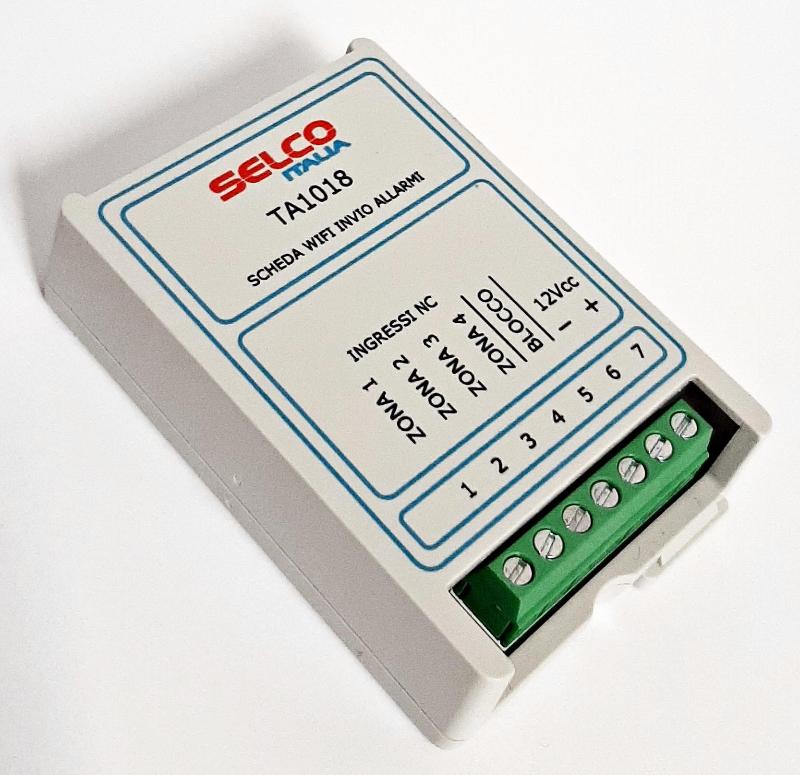 SELCO
ITALIA
TA1018
SCHEDA WIFI INVIO ALLARMI
INGRESSI NC
12Vcc
ZONA 1
ZONA 2
ZONA 3
ZONA 4
BLOCCO
−
+
1 2 3 4 5 6 7